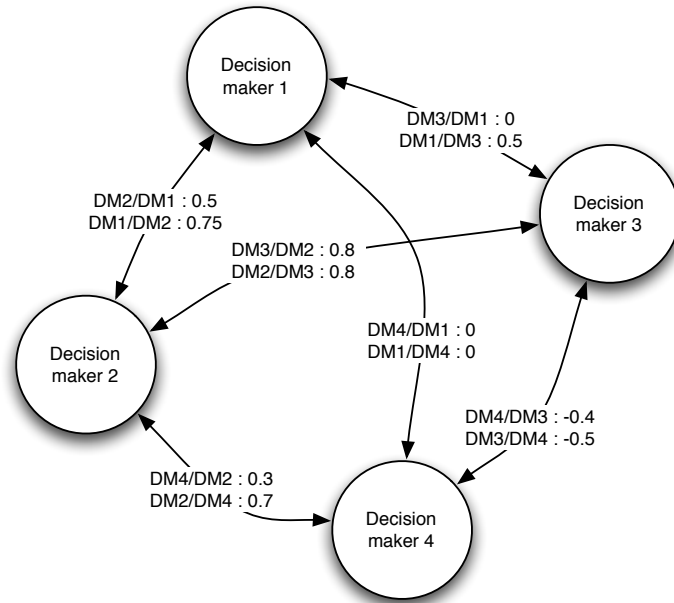 Decision
maker 1
DM3/DM1 : 0
DM1/DM3 : 0.5
Decision
maker 3
DM2/DM1 : 0.5
DM1/DM2 : 0.75
DM3/DM2 : 0.8
DM2/DM3 : 0.8
DM4/DM1 : 0
DM1/DM4 : 0
Decision
maker 2
DM4/DM3 : -0.4
DM3/DM4 : -0.5
DM4/DM2 : 0.3
DM2/DM4 : 0.7
Decision
maker 4